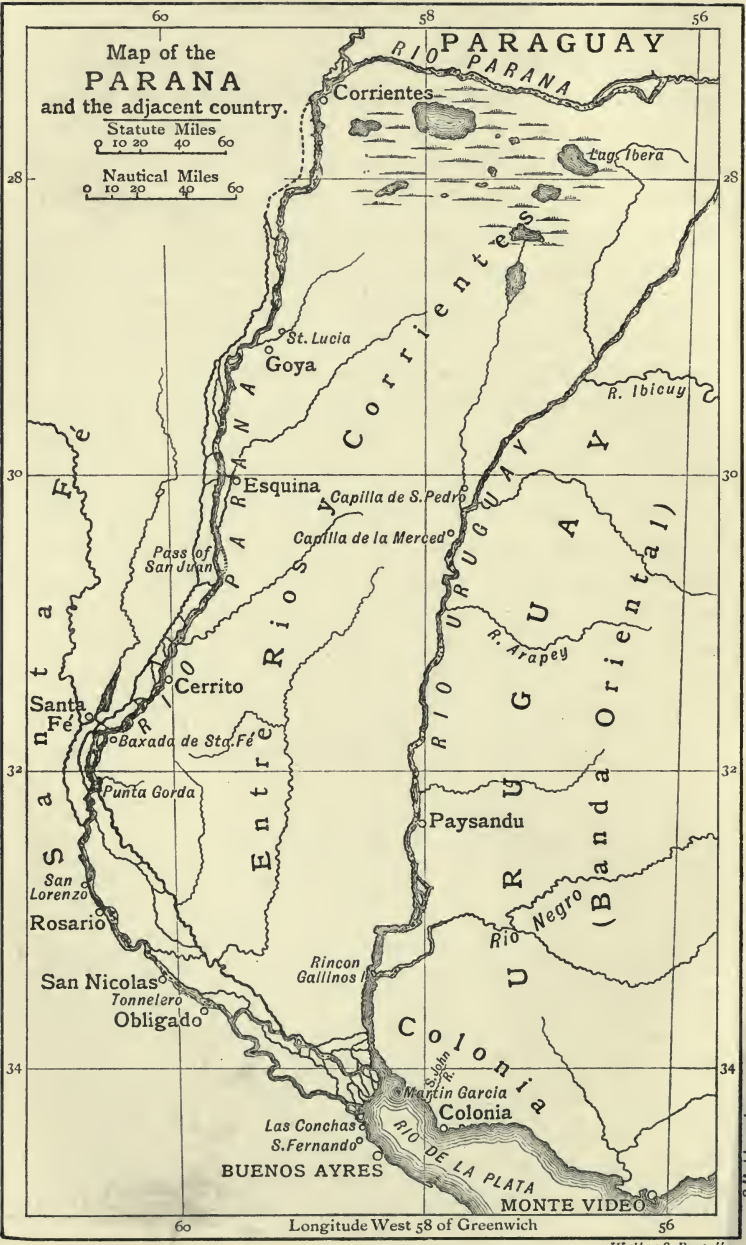 60
58
56
Map of the
PARANA
and the adjacent country.
Statute Miles
0 10 20 40 60
Nautical Miles
0 10 20 40 60
PARAGUAY
RIO PARANA
Corrientes
Lag. Ibera
28
28
St. Lucia
Goya
R. Ibicuy
30
30
Esquina
Capilla de S. Pedro
Capilla de la Merced
Pass of
San Juan
R. Arapey
Cerrito
Santa
Fé
Baxada de Sta. Fé
32
32
Punta Gorda
Paysandu
San
Lorenzo
Rosario
Rio Negro
Rincon
Gallinos I
San Nicolas
Tonnelero
Obligado
Santa Fé
RIO PARANA
Entre Rios y Corrientes
RIO URUGUAY
URUGUAY
(Banda Oriental)
Colonia
34
34
S. John
R.
Martin Garcia
Colonia
Las Conchas
S. Fernando
BUENOS AYRES
RIO DE LA PLATA
MONTE VIDEO
60
Longitude West 58 of Greenwich
56